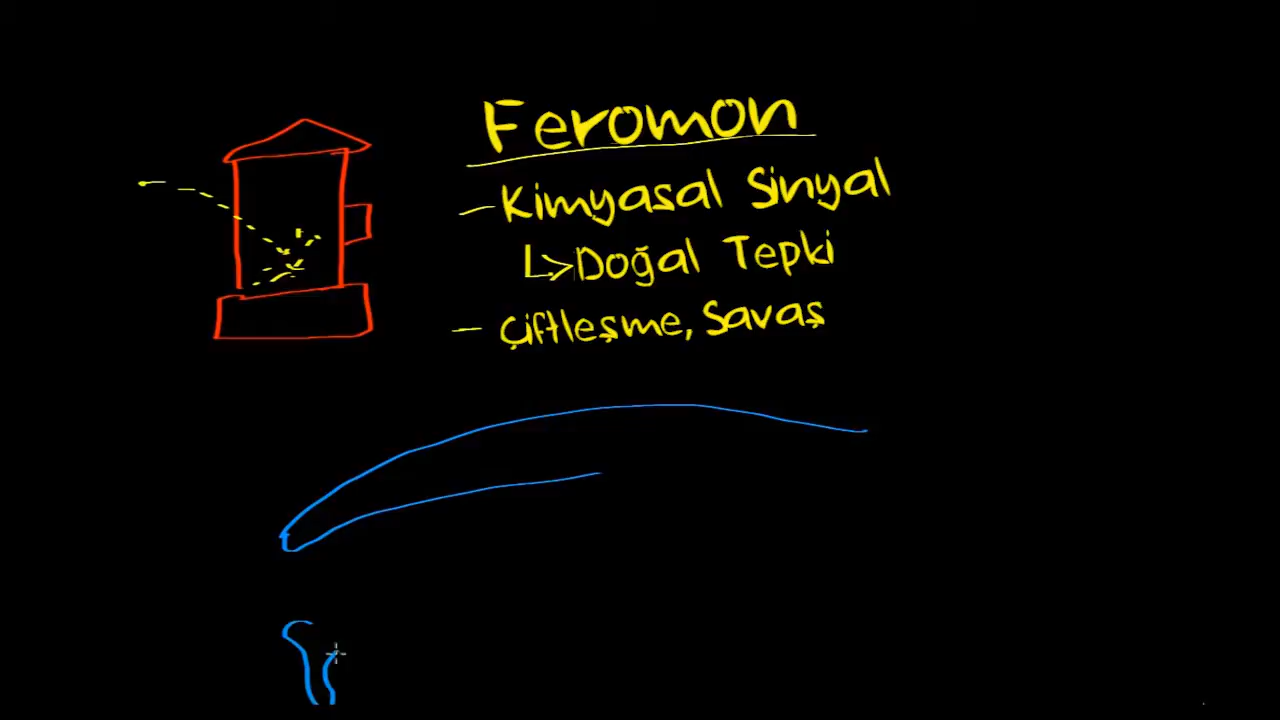 Feromon
- Kimyasal Sinyal
↳> Doğal Tepki
- Çiftleşme, Savaş